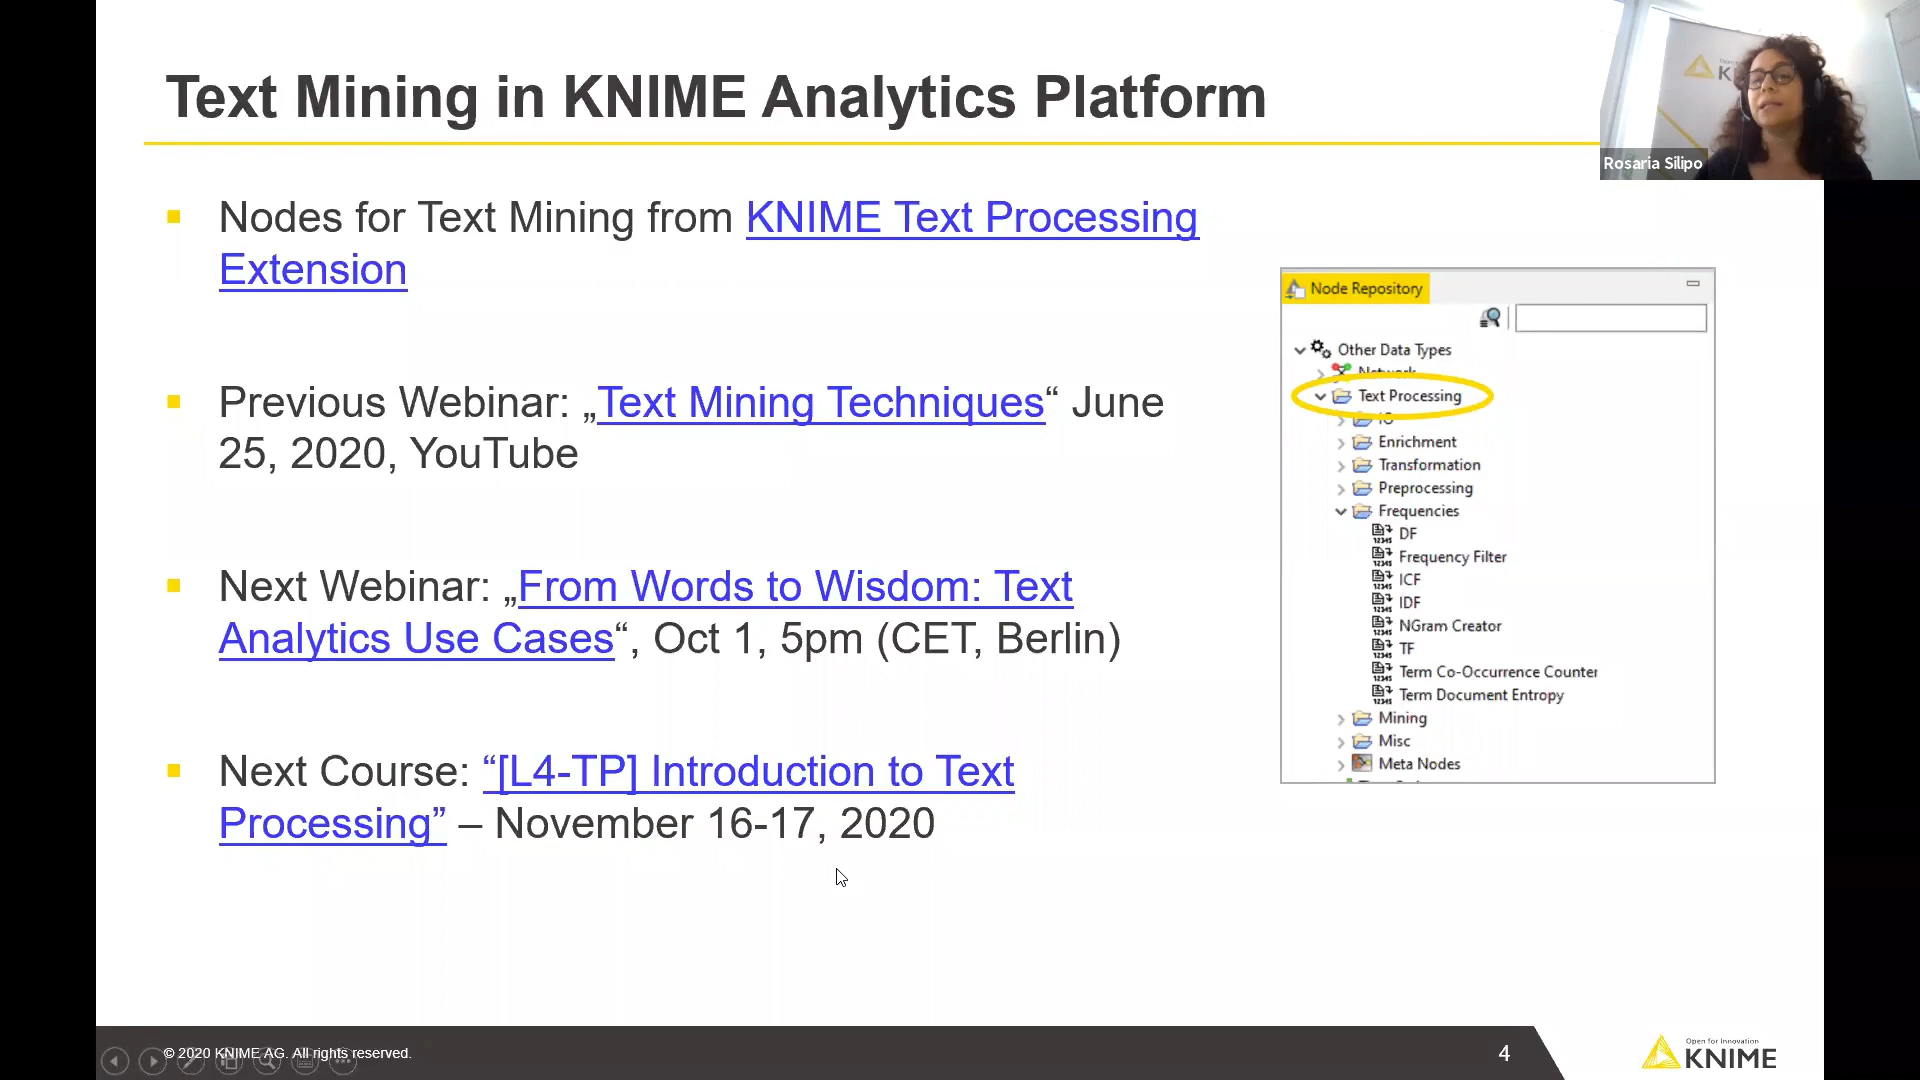 Text Mining in KNIME Analytics Platform
KNIME
Rosaria Silipo
Nodes for Text Mining from KNIME Text Processing
Extension
Previous Webinar: „Text Mining Techniques“ June
25, 2020, YouTube
Next Webinar: „From Words to Wisdom: Text
Analytics Use Cases“, Oct 1, 5pm (CET, Berlin)
Next Course: “[L4-TP] Introduction to Text
Processing” – November 16-17, 2020
Node Repository
Other Data Types
Network
Text Processing
IO
Enrichment
Transformation
Preprocessing
Frequencies
DF
Frequency Filter
ICF
IDF
NGram Creator
TF
Term Co-Occurrence Counter
Term Document Entropy
Mining
Misc
Meta Nodes
© 2020 KNIME AG. All rights reserved.
4
Open for Innovation
KNIME